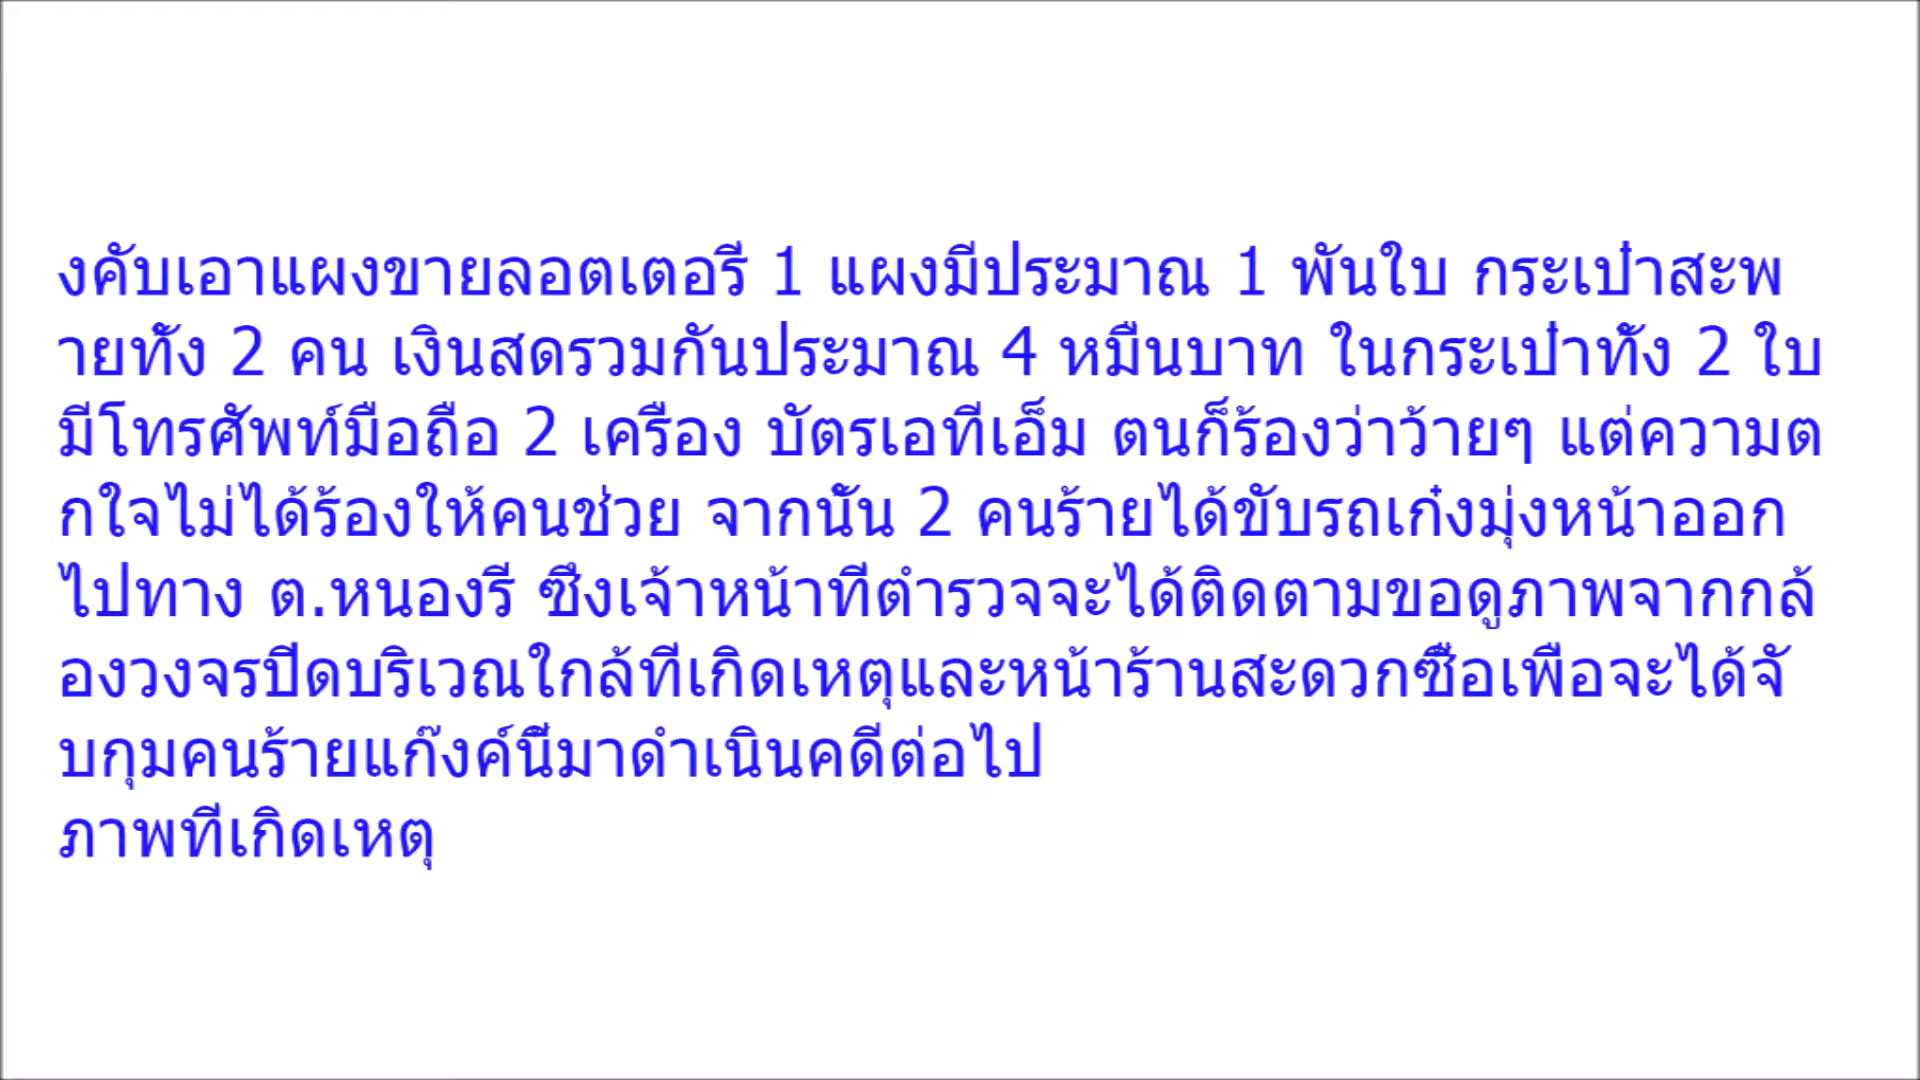 งคับเอาแผงขายลอตเตอรี่ 1 แผงมีประมาณ 1 พันใบ กระเป๋าสะพ
ายทั้ง 2 คน เงินสดรวมกันประมาณ 4 หมื่นบาท ในกระเป๋าทั้ง 2 ใบ
มีโทรศัพท์มือถือ 2 เครื่อง บัตรเอทีเอ็ม ตนก็ร้องว่าว้ายๆ แต่ความต
กใจไม่ได้ร้องให้คนช่วย จากนั้น 2 คนร้ายได้ขับรถเก๋งมุ่งหน้าออก
ไปทาง ต.หนองรี ซึ่งเจ้าหน้าที่ตำรวจจะได้ติดตามขอดูภาพจากกล้
องวงจรปิดบริเวณใกล้ที่เกิดเหตุและหน้าร้านสะดวกซื้อเพื่อจะได้จั
บกุมคนร้ายแก๊งค์นี้มาดำเนินคดีต่อไป
ภาพที่เกิดเหตุ